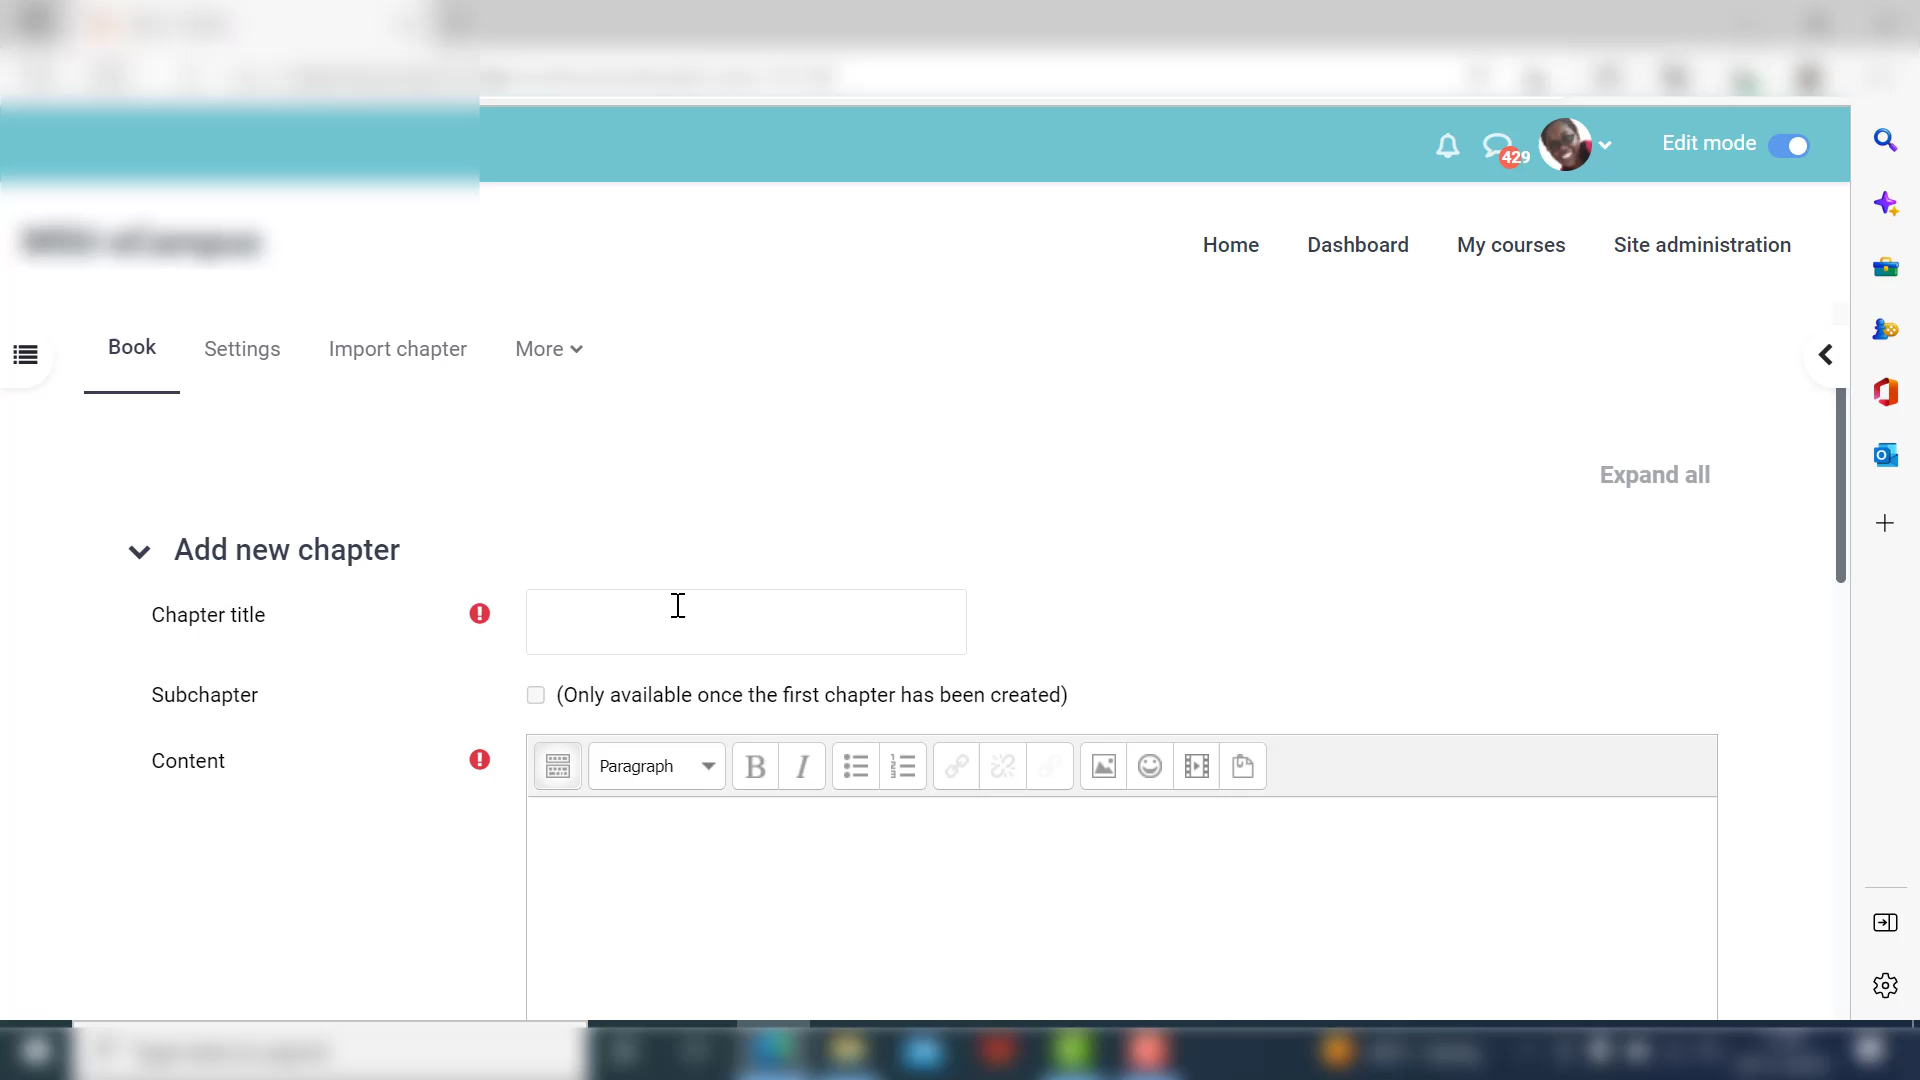 429
Edit mode
Home Dashboard My courses Site administration
Book Settings Import chapter More
Expand all
Add new chapter
Chapter title
Subchapter (Only available once the first chapter has been created)
Content Paragraph B I